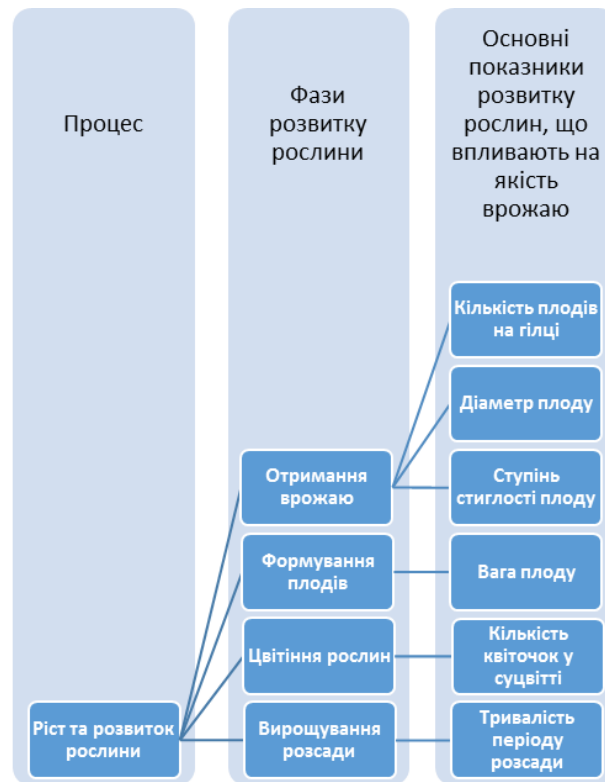 Процес
Фази
розвитку
рослини
Основні
показники
розвитку
рослин, що
впливають на
якість
врожаю
Кількість плодів
на гілці
Діаметр плоду
Отримання
врожаю
Ступінь
стиглості плоду
Формування
плодів
Вага плоду
Цвітіння рослин
Кількість
квіточок у
суцвітті
Ріст та розвиток
рослини
Вирощування
розсади
Тривалість
періоду
розсади